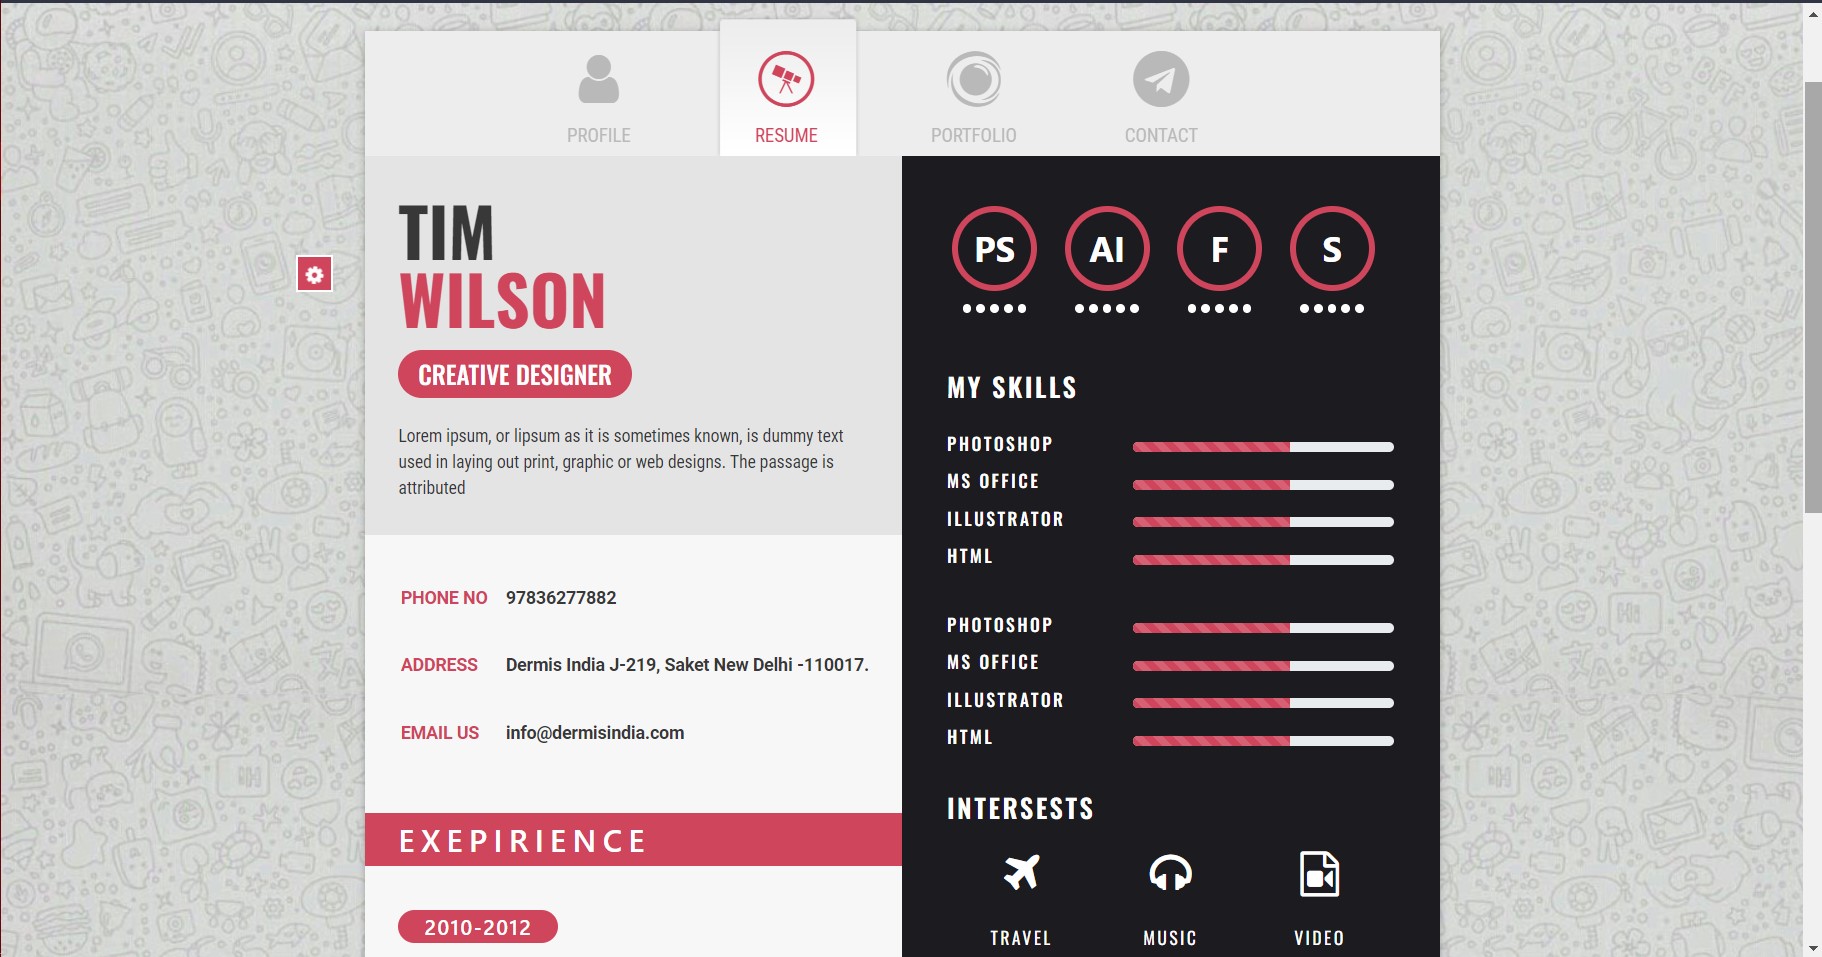 PROFILE
RESUME
PORTFOLIO
CONTACT
TIM
WILSON
CREATIVE DESIGNER
Lorem ipsum, or lipsum as it is sometimes known, is dummy text
used in laying out print, graphic or web designs. The passage is
attributed
PHONE NO 97836277882
ADDRESS Dermis India J-219, Saket New Delhi -110017.
EMAIL US info@dermisindia.com
EXEPIRIENCE
2010-2012
PS
AI
F
S
MY SKILLS
PHOTOSHOP
MS OFFICE
ILLUSTRATOR
HTML
PHOTOSHOP
MS OFFICE
ILLUSTRATOR
HTML
INTERSESTS
TRAVEL
MUSIC
VIDEO